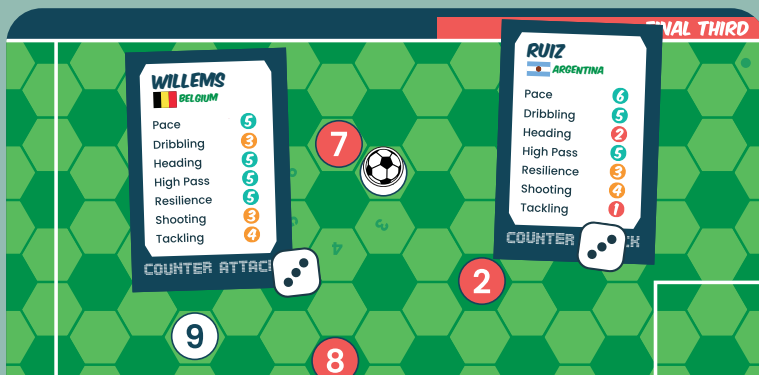 FINAL THIRD
WILLEMS
BELGIUM
Pace 5
Dribbling 3
Heading 5
High Pass 5
Resilience 5
Shooting 3
Tackling 4
COUNTER ATTAC
RUIZ
ARGENTINA
Pace 6
Dribbling 5
Heading 2
High Pass 5
Resilience 3
Shooting 4
Tackling 1
COUNTER
7
2
9
8
4
3